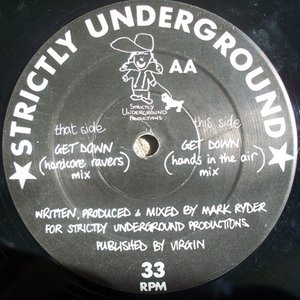 ★ STRICTLY UNDERGROUND ★
AA
STRICTLY
UNDERGROUND
PRODUCTIONS
that side
GET DOWN
(hardcore ravers)
mix
this side
GET DOWN
(hands in the air)
mix
WRITTEN, PRODUCED & MIXED BY MARK RYDER
FOR STRICTLY UNDERGROUND PRODUCTIONS
PUBLISHED BY VIRGIN
33
RPM